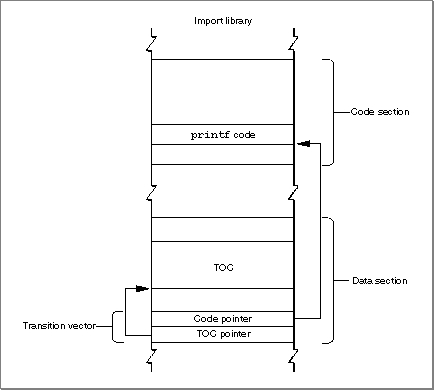 Import library
Code section
printf code
TOC
Data section
Code pointer
Transition vector
TOC pointer